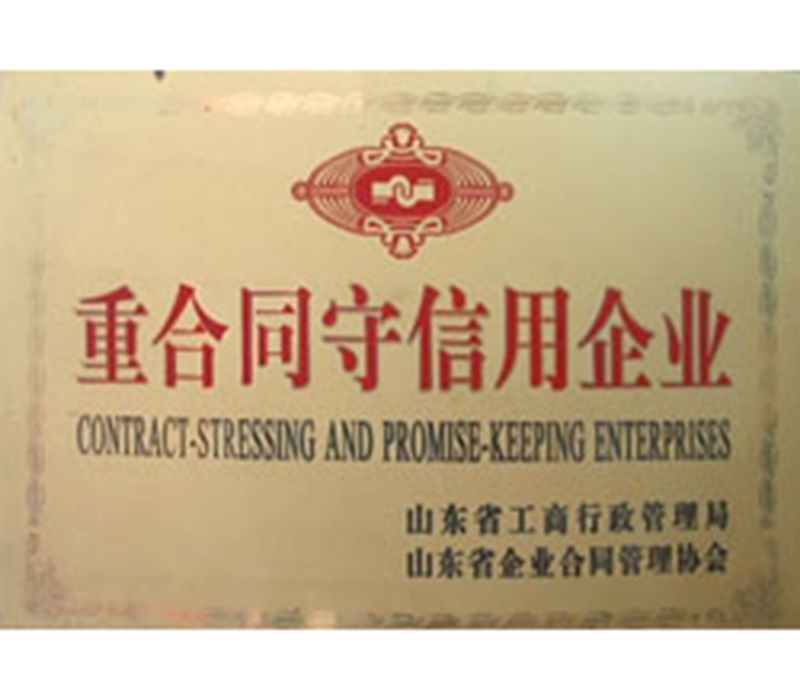 重合同守信用企业
CONTRACT-STRESSING AND PROMISE-KEEPING ENTERPRISES
山东省工商行政管理局
山东省企业合同管理协会